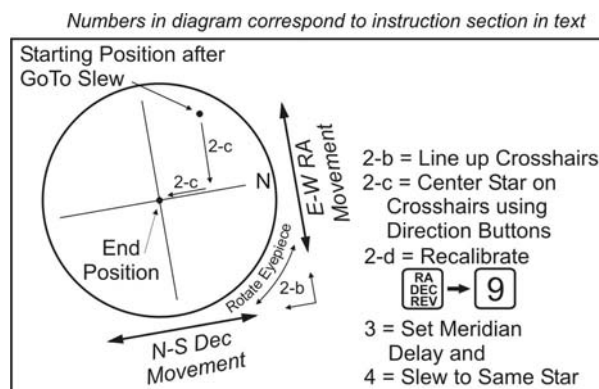 Numbers in diagram correspond to instruction section in text
Starting Position after
GoTo Slew
2-c
2-c
N
End
Position
E-W RA
Movement
Rotate Eyepiece
2-b
N-S Dec
Movement
2-b = Line up Crosshairs
2-c = Center Star on
Crosshairs using
Direction Buttons
2-d = Recalibrate
RA
DEC
REV
9
3 = Set Meridian
Delay and
4 = Slew to Same Star